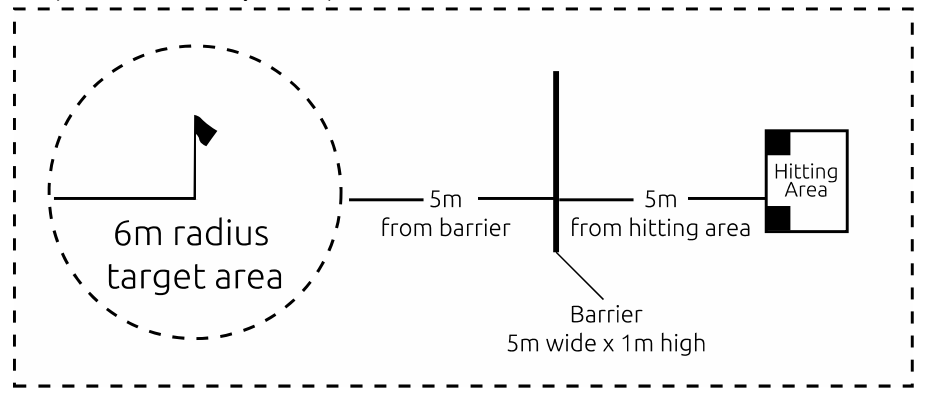 6m radius
target area
5m
from barrier
5m
from hitting area
Hitting
Area
Barrier
5m wide x 1m high